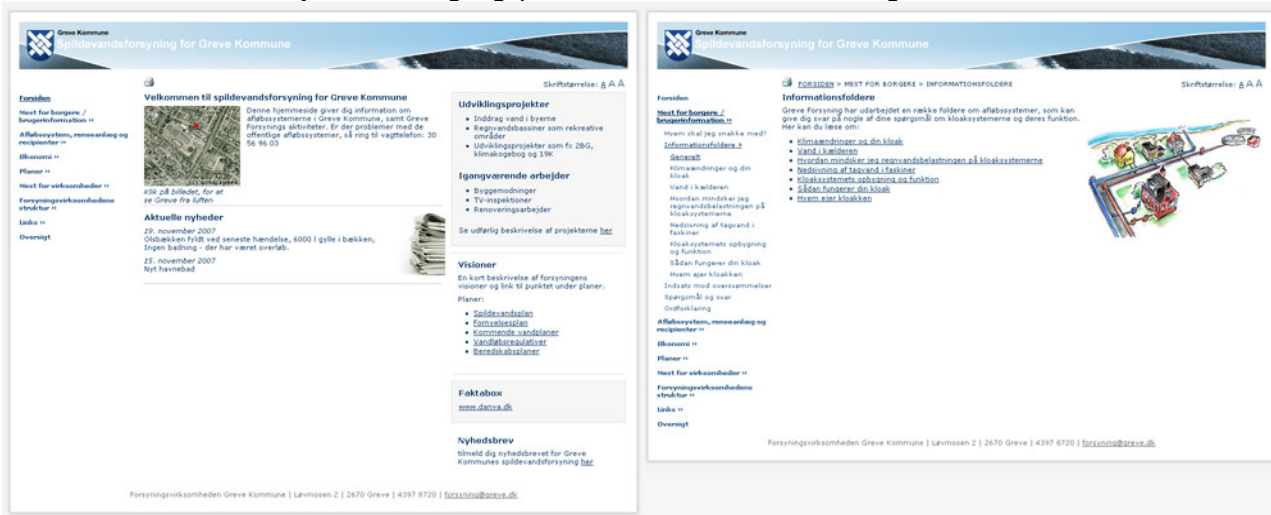 Greve Kommune
Spildevandsforsyning for Greve Kommune
Skriftstørrelse: A A A
Forsiden
Mest for borgere /
brugerinformation »
Afløbssystem, renseanlæg og
recipienter »
Økonomi »
Planer »
Mest for virksomheder »
Forsyningsvirksomhedens
struktur »
Links »
Oversigt
Velkommen til spildevandsforsyning for Greve Kommune
Denne hjemmeside giver dig information om
afløbssystemerne i Greve Kommune, samt Greve
Forsynings aktiviteter. Er der problemer med de
offentlige afløbssystemer, så ring til vagttelefon: 30
56 96 03
Klik på billedet, for at
se Greve fra luften
Aktuelle nyheder
19. november 2007
Olsbækken fyldt ved seneste hændelse, 6000 l gylle i bækken,
Ingen badning - der har været overløb.
15. november 2007
Nyt havnebad
Udviklingsprojekter
• Inddrag vand i byerne
• Regnvandsbassiner som rekreative
områder
• Udviklingsprojekter som fx 2BG,
klimakogebog og 19K
Igangværende arbejder
• Byggemodninger
• TV-inspektioner
• Renoveringsarbejder
Se udførlig beskrivelse af projekterne her
Visioner
En kort beskrivelse af forsyningens
visioner og link til punktet under planer.
Planer:
• Spildevandsplan
• Fornyelsesplan
• Kommende vandplaner
• Vandløbsregulativer
• Beredskabsplaner
Faktabox
www.danva.dk
Nyhedsbrev
tilmeld dig nyhedsbrevet for Greve
Kommunes spildevandsforsyning her
Forsyningsvirksomheden Greve Kommune | Løvmosen 2 | 2670 Greve | 4397 8720 | forsyning@greve.dk
Greve Kommune
Spildevandsforsyning for Greve Kommune
FORSIDEN > MEST FOR BORGERE > INFORMATIONSFOLDERE
Skriftstørrelse: A A A
Forsiden
Mest for borgere /
brugerinformation »
Hvem skal jeg snakke med?
Informationsfoldere >
Generelt
Klimaændringer og din
kloak
Vand i kælderen
Hvordan mindsker jeg
regnvandsbelastningen på
kloaksystemerne
Nedsivning af tagvand i
faskiner
Kloaksystemets opbygning
og funktion
Sådan fungerer din kloak
Hvem ejer kloakken
Indsats mod oversvømmelser
Spørgsmål og svar
Ordforklaring
Afløbssystem, renseanlæg og
recipienter »
Økonomi »
Planer »
Mest for virksomheder »
Forsyningsvirksomhedens
struktur »
Links »
Oversigt
Informationsfoldere
Greve Forsyning har udarbejdet en række foldere om afløbssystemer, som kan
give dig svar på nogle af dine spørgsmål om kloaksystemerne og deres funktion.
Her kan du læse om:
• Klimaændringer og din kloak
• Vand i kælderen
• Hvordan mindsker jeg regnvandsbelastningen på kloaksystemerne
• Nedsivning af tagvand i faskiner
• Kloaksystemets opbygning og funktion
• Sådan fungerer din kloak
• Hvem ejer kloakken
Forsyningsvirksomheden Greve Kommune | Løvmosen 2 | 2670 Greve | 4397 8720 | forsyning@greve.dk